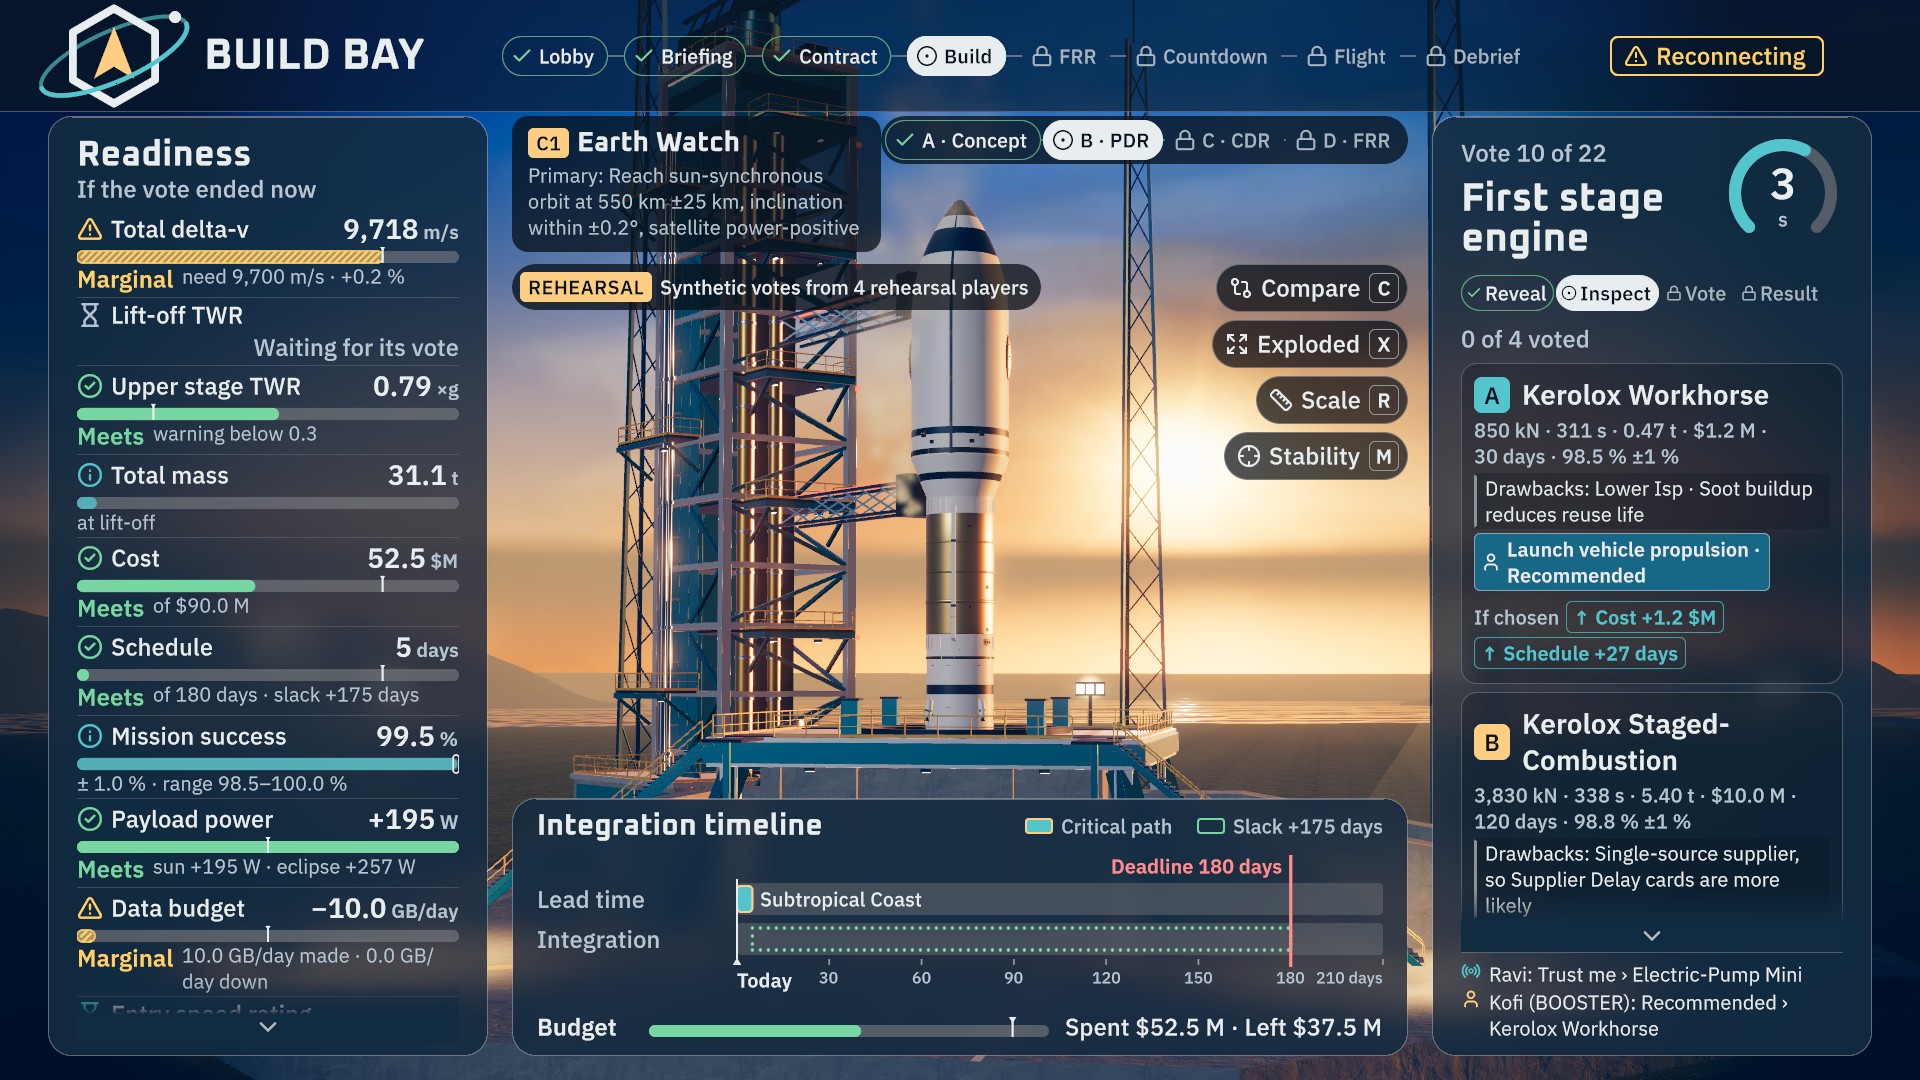 BUILD BAY
Lobby
Briefing
Contract
Build
FRR
Countdown
Flight
Debrief
Reconnecting
Readiness
If the vote ended now
Total delta-v 9,718 m/s
Marginal need 9,700 m/s · +0.2 %
Lift-off TWR
Waiting for its vote
Upper stage TWR 0.79 ×g
Meets warning below 0.3
Total mass 31.1 t
at lift-off
Cost 52.5 $M
Meets of $90.0 M
Schedule 5 days
Meets of 180 days · slack +175 days
Mission success 99.5 %
± 1.0 % · range 98.5–100.0 %
Payload power +195 W
Meets sun +195 W · eclipse +257 W
Data budget −10.0 GB/day
Marginal 10.0 GB/day made · 0.0 GB/
day down
Entry speed rating
C1 Earth Watch
Primary: Reach sun-synchronous
orbit at 550 km ±25 km, inclination
within ±0.2°, satellite power-positive
A · Concept
B · PDR
C · CDR
D · FRR
REHEARSAL Synthetic votes from 4 rehearsal players
Compare C
Exploded X
Scale R
Stability M
Integration timeline
Critical path
Slack +175 days
Deadline 180 days
Lead time
Subtropical Coast
Integration
Today 30 60 90 120 150 180 210 days
Budget
Spent $52.5 M · Left $37.5 M
Vote 10 of 22
First stage
engine
3
s
Reveal
Inspect
Vote
Result
0 of 4 voted
A Kerolox Workhorse
850 kN · 311 s · 0.47 t · $1.2 M ·
30 days · 98.5 % ±1 %
Drawbacks: Lower Isp · Soot buildup
reduces reuse life
Launch vehicle propulsion ·
Recommended
If chosen ↑ Cost +1.2 $M
↑ Schedule +27 days
B Kerolox Staged-
Combustion
3,830 kN · 338 s · 5.40 t · $10.0 M ·
120 days · 98.8 % ±1 %
Drawbacks: Single-source supplier,
so Supplier Delay cards are more
likely
Ravi: Trust me › Electric-Pump Mini
Kofi (BOOSTER): Recommended ›
Kerolox Workhorse